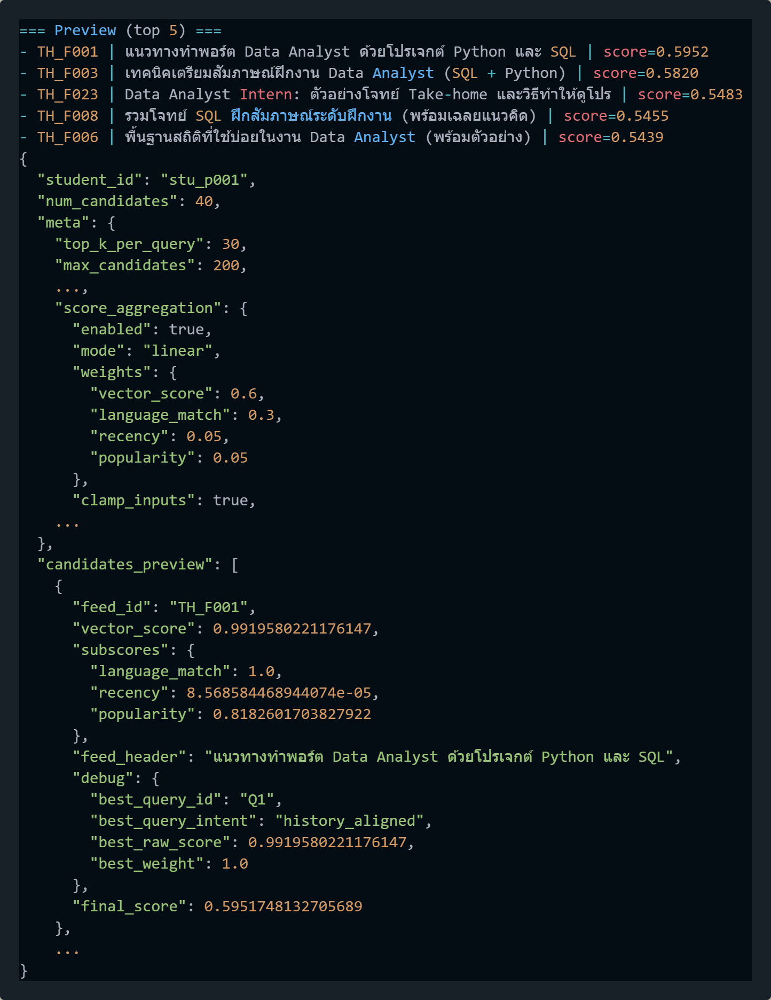 === Preview (top 5) ===
- TH_F001 | แนวทางทำพอร์ต Data Analyst ด้วยโปรเจกต์ Python และ SQL | score=0.5952
- TH_F003 | เทคนิคเตรียมสัมภาษณ์ฝึกงาน Data Analyst (SQL + Python) | score=0.5820
- TH_F023 | Data Analyst Intern: ตัวอย่างโจทย์ Take-home และวิธีทำให้ดูโปร | score=0.5483
- TH_F008 | รวมโจทย์ SQL ฝึกสัมภาษณ์ระดับฝึกงาน (พร้อมเฉลยแนวคิด) | score=0.5455
- TH_F006 | พื้นฐานสถิติที่ใช้บ่อยในงาน Data Analyst (พร้อมตัวอย่าง) | score=0.5439
{
  "student_id": "stu_p001",
  "num_candidates": 40,
  "meta": {
    "top_k_per_query": 30,
    "max_candidates": 200,
    ...,
    "score_aggregation": {
      "enabled": true,
      "mode": "linear",
      "weights": {
        "vector_score": 0.6,
        "language_match": 0.3,
        "recency": 0.05,
        "popularity": 0.05
      },
      "clamp_inputs": true,
    ...
  },
  "candidates_preview": [
    {
      "feed_id": "TH_F001",
      "vector_score": 0.9919580221176147,
      "subscores": {
        "language_match": 1.0,
        "recency": 8.568584468944074e-05,
        "popularity": 0.8182601703827922
      },
      "feed_header": "แนวทางทำพอร์ต Data Analyst ด้วยโปรเจกต์ Python และ SQL",
      "debug": {
        "best_query_id": "Q1",
        "best_query_intent": "history_aligned",
        "best_raw_score": 0.9919580221176147,
        "best_weight": 1.0
      },
      "final_score": 0.5951748132705689
    },
    ...
}